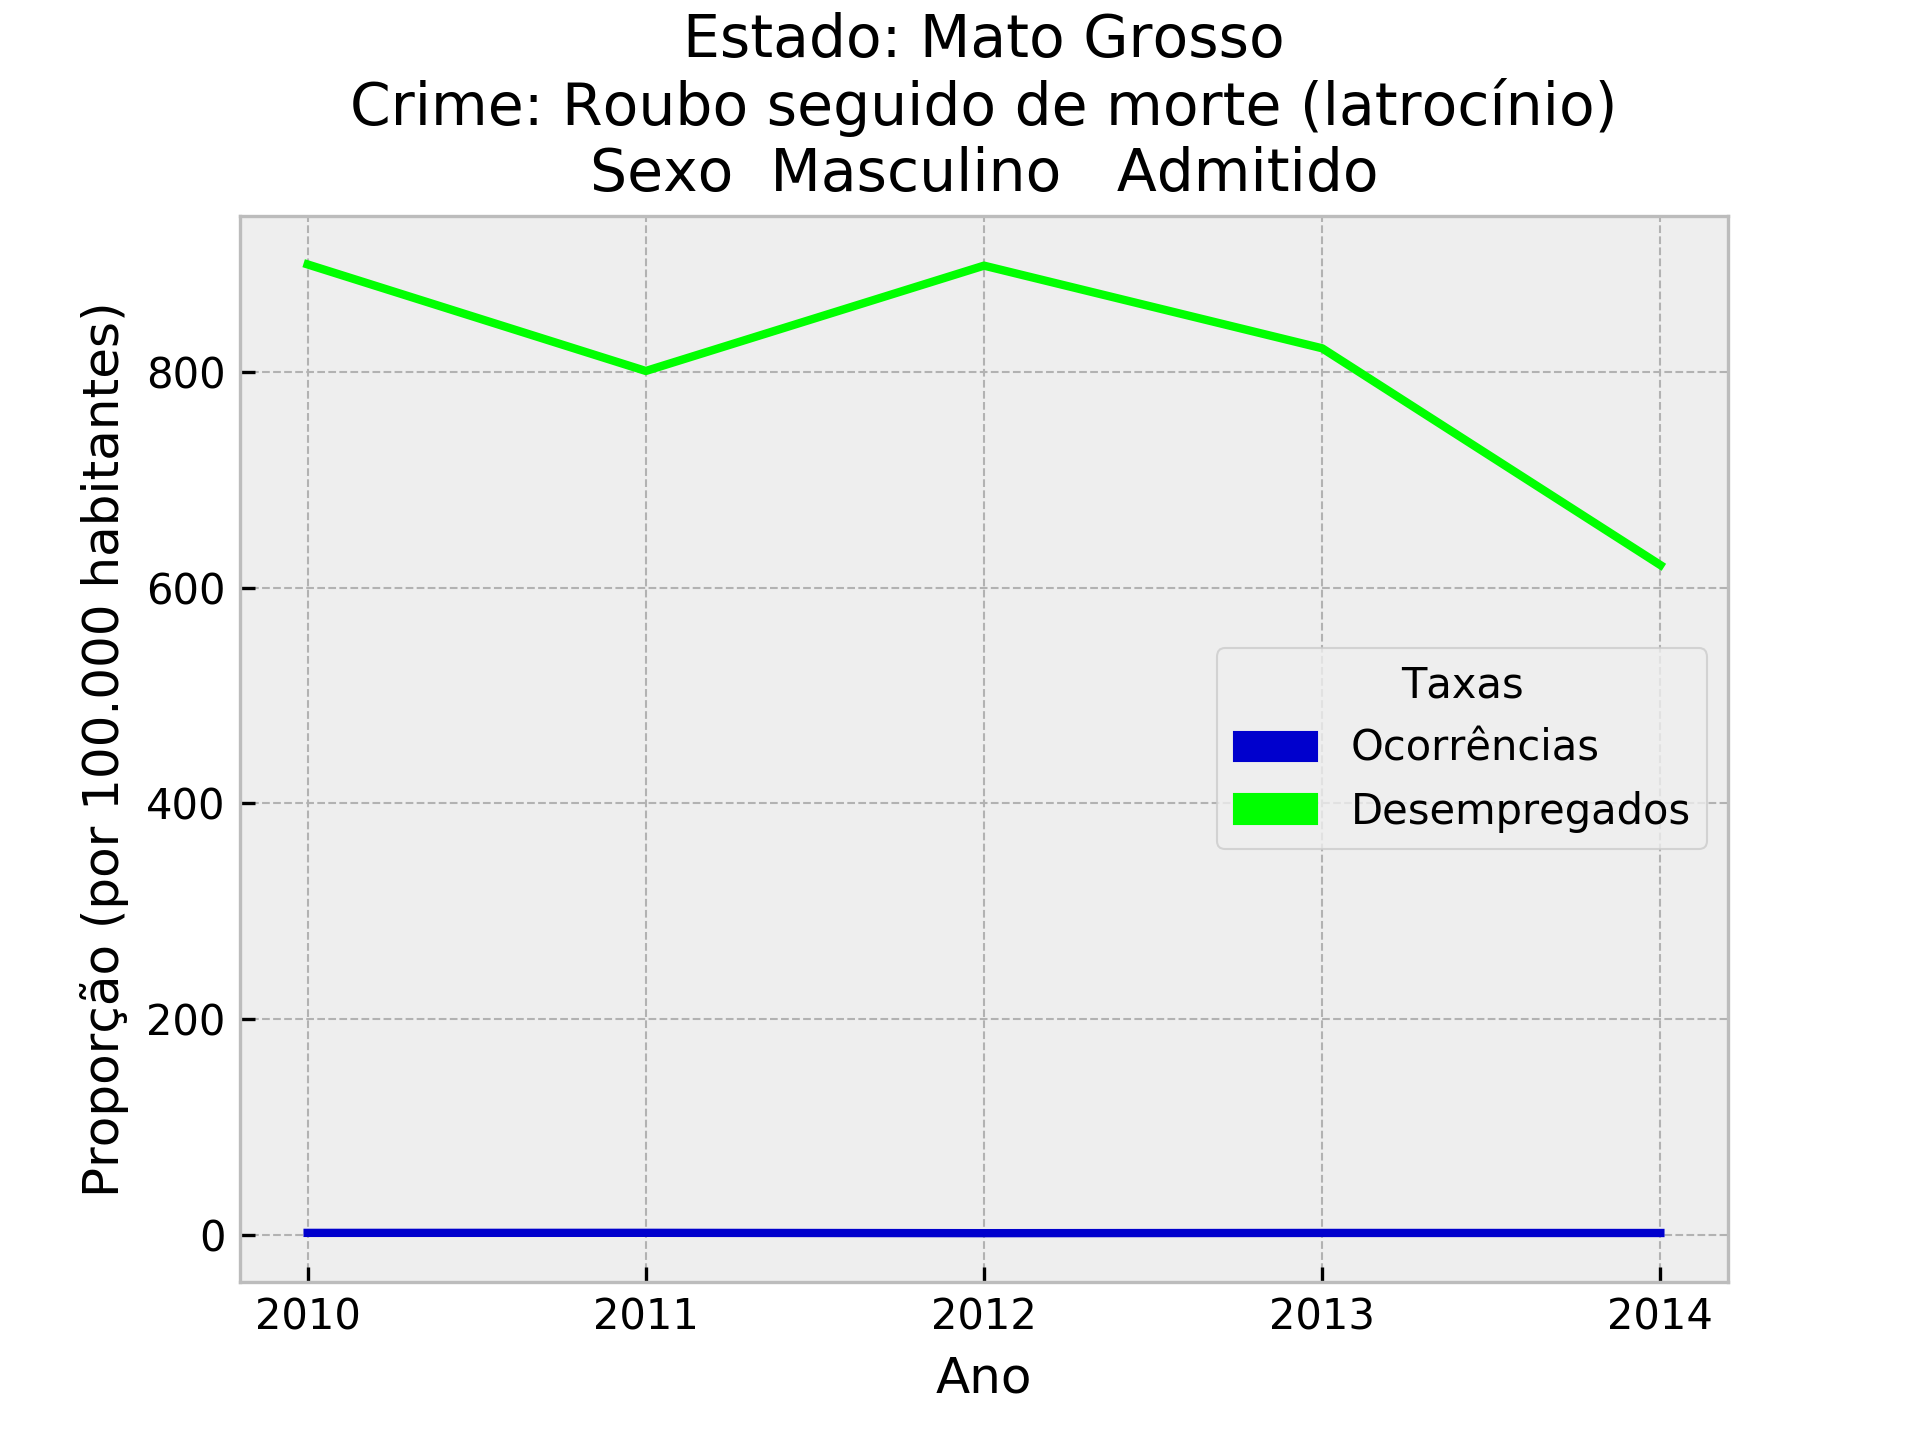 Estado: Mato Grosso
Crime: Roubo seguido de morte (latrocínio)
Sexo  Masculino   Admitido
Proporção (por 100.000 habitantes)
800
600
400
200
0
Taxas
Ocorrências
Desempregados
2010 2011 2012 2013 2014
Ano